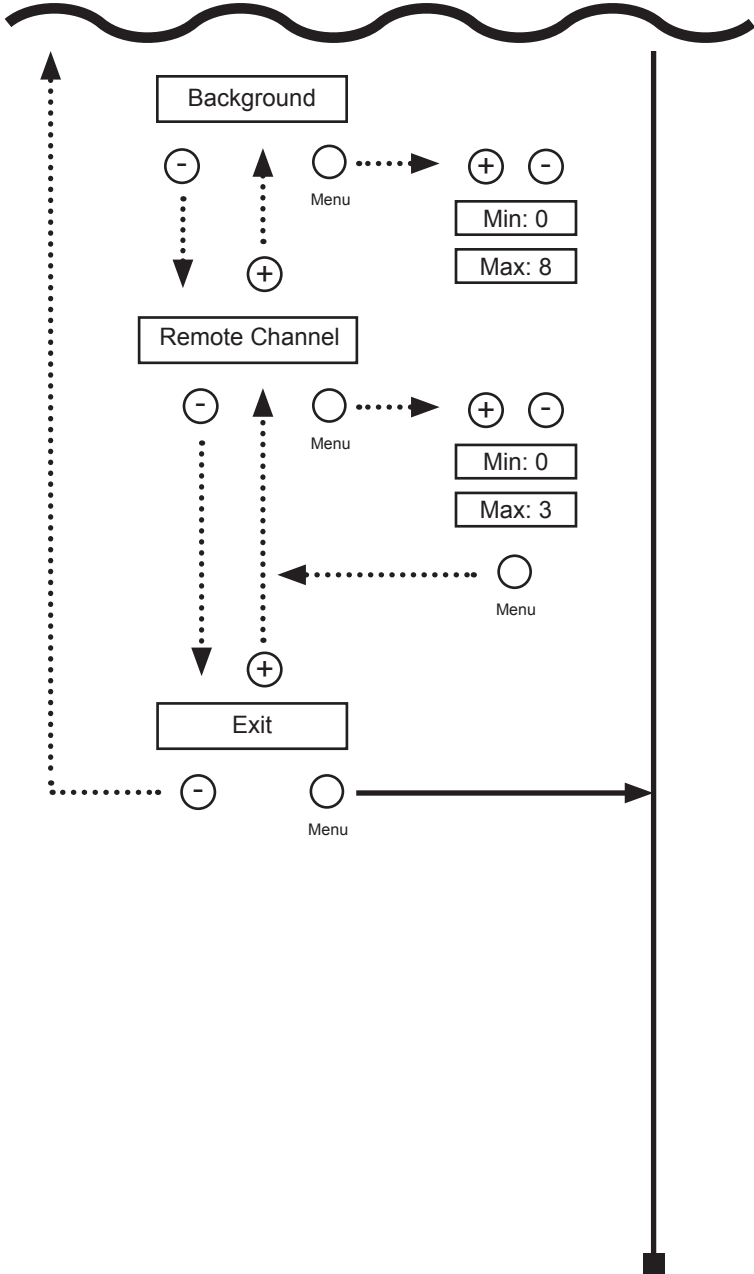 Background
- Menu + -
Min: 0
Max: 8
+
Remote Channel
- Menu + -
Min: 0
Max: 3
Menu
+
Exit
- Menu